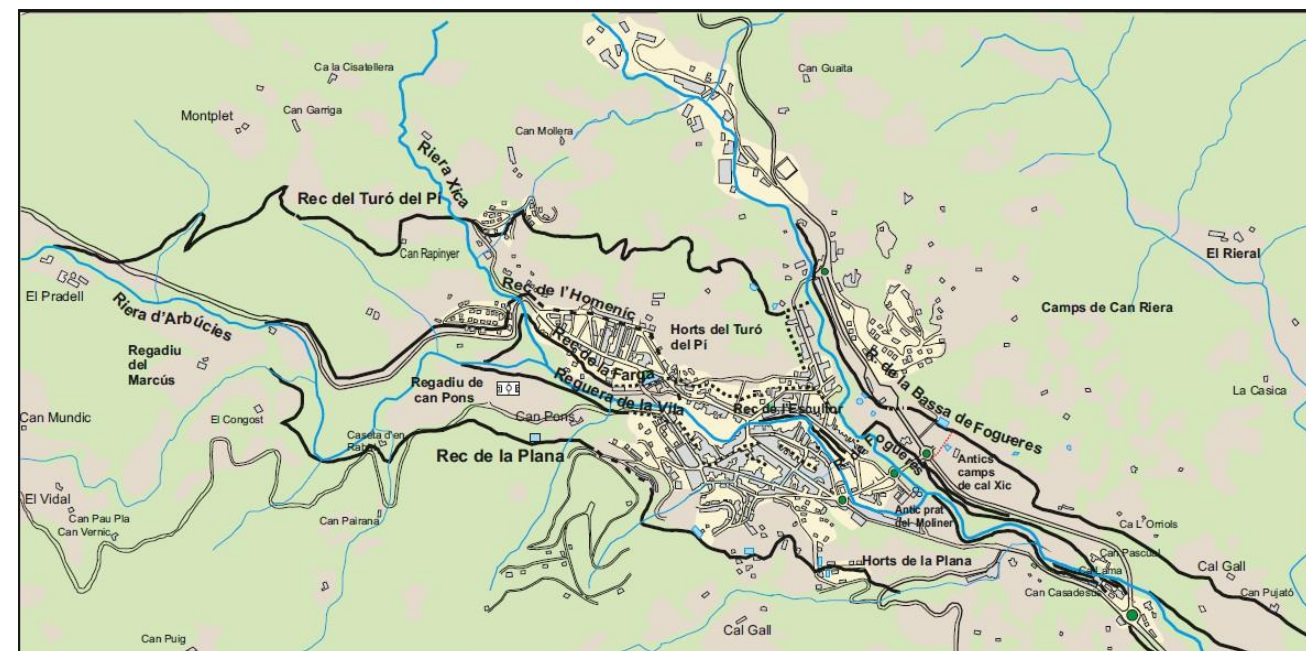 Ca la Cisatellera
Can Guaita
Can Garriga
Montplet
Can Mollera
Riera Xica
Rec del Turó del Pí
Can Rapinyer
El Rieral
El Pradell
Rec de l'Homenic
Camps de Can Riera
Riera d'Arbúcies
Horts del Turó
del Pí
Rec de la Farga
Regadiu
del
Marcús
R. de la Bassa de Fogueres
Regadiu de
can Pons
Reguera de la Vila
La Casica
Rec de l'Escultor
Can Mundic
El Congost
Can Pons
Caseta d'en
Rec de la Plana
Fogueres
Antics
camps
de cal Xic
El Vidal
Can Pau Pla
Can Vernic
Can Pairana
Antic prat
del Moliner
Ca L'Orriols
Can Pascual
Horts de la Plana
Cal Gall
Ca Lama
Can Casadesús
Can Pujató
Cal Gall
Can Puig